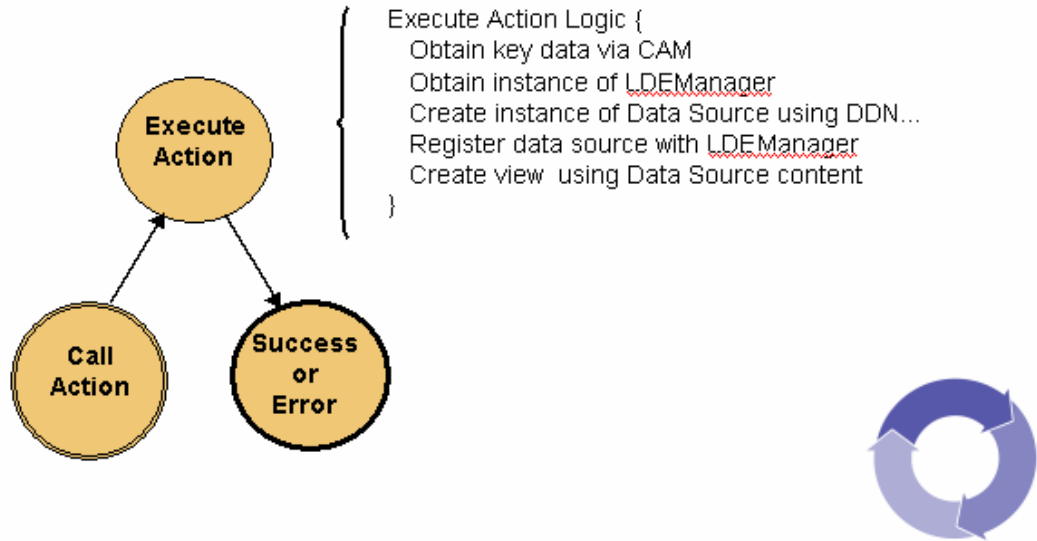 Execute Action Logic {
Obtain key data via CAM
Obtain instance of LDEManager
Create instance of Data Source using DDN...
Register data source with LDEManager
Create view  using Data Source content
}
Execute
Action
Call
Action
Success
or
Error